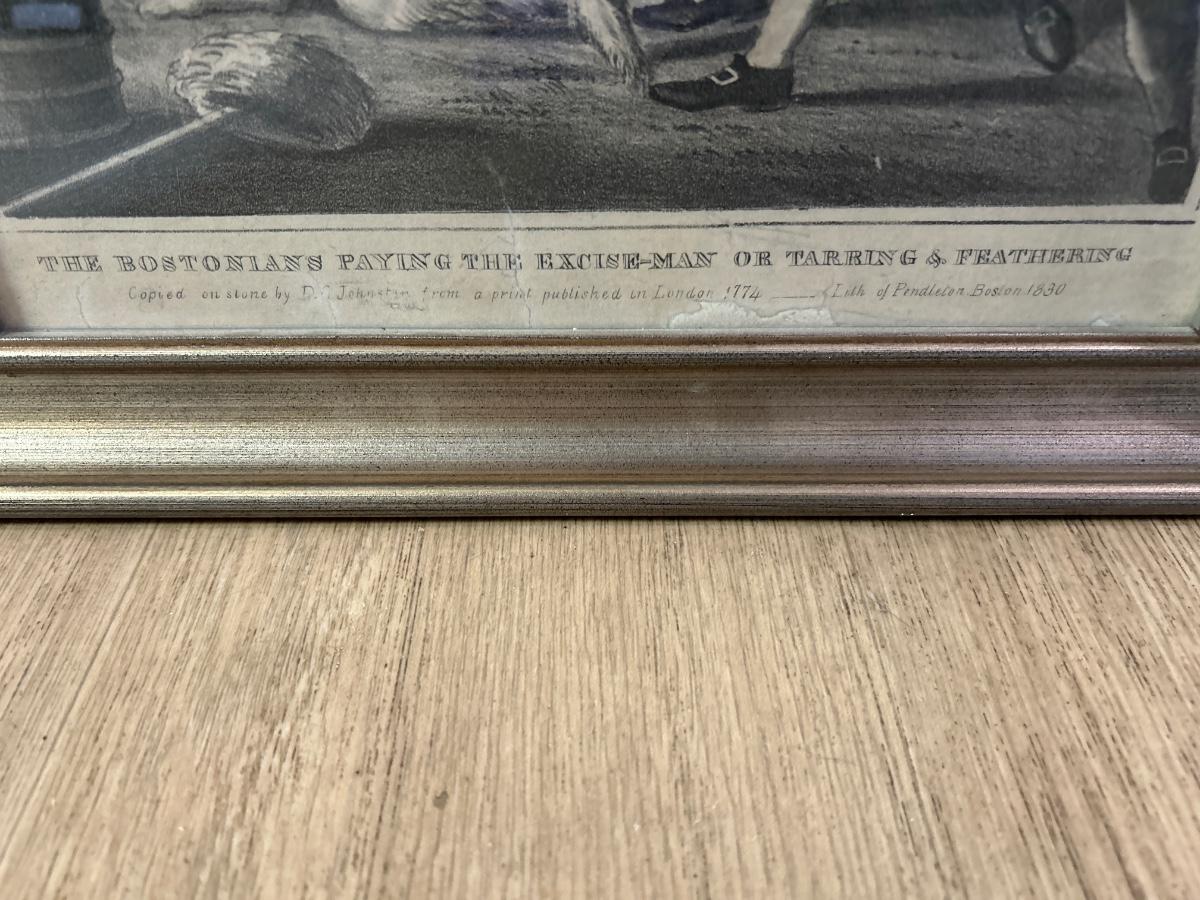 THE BOSTONIANS PAYING THE EXCISE-MAN OR TARRING & FEATHERING
Copied on stone by D.C. Johnston from a print published in London 1774 —— Lith of Pendleton Boston 1830